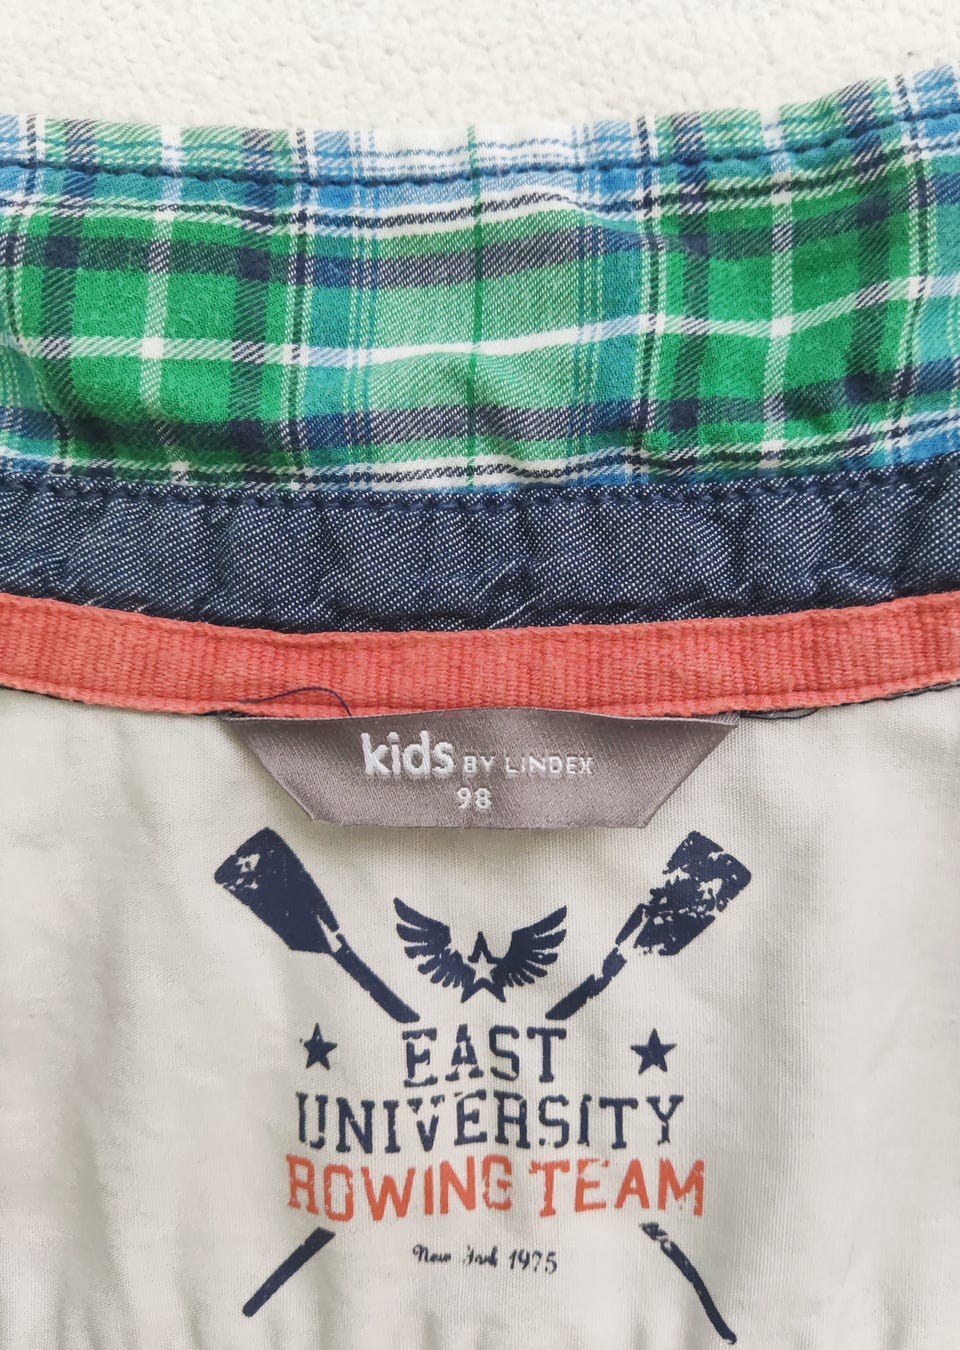 kids BY LINDEX
98
EAST
UNIVERSITY
ROWING TEAM
New York 1975